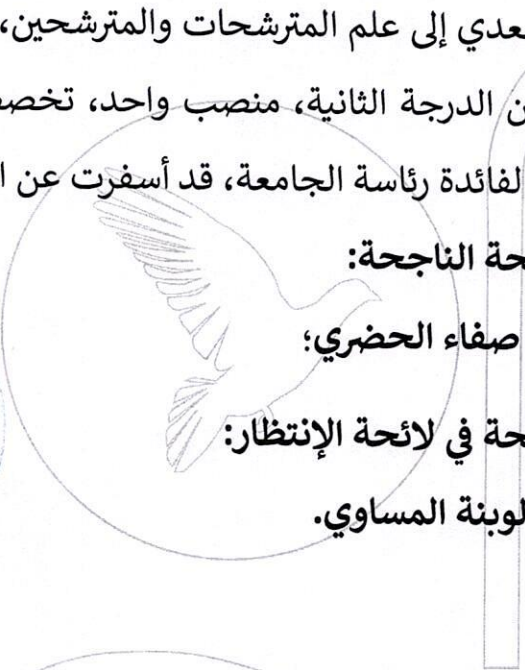 عدي إلى علم المترشحات والمترشحين،
ن الدرجة الثانية، منصب واحد، تخصص
لفائدة رئاسة الجامعة، قد أسفرت عن ا
حة الناجحة:
صفاء الحضري؛
حة في لائحة الإنتظار:
لوبنة المساوي.